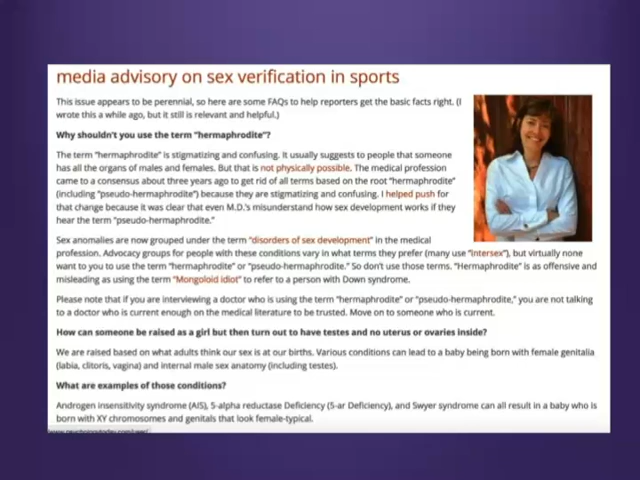 media advisory on sex verification in sports
This issue appears to be perennial, so here are some FAQs to help reporters get the basic facts right. (I
wrote this a while ago, but it still is relevant and helpful.)
Why shouldn't you use the term "hermaphrodite"?
The term "hermaphrodite" is stigmatizing and confusing. It usually suggests to people that someone
has all the organs of males and females. But that is not physically possible. The medical profession
came to a consensus about three years ago to get rid of all terms based on the root "hermaphrodite"
(including "pseudo-hermaphrodite") because they are stigmatizing and confusing. I helped push for
that change because it was clear that even M.D.'s misunderstand how sex development works if they
hear the term "pseudo-hermaphrodite."
Sex anomalies are now grouped under the term "disorders of sex development" in the medical
profession. Advocacy groups for people with these conditions vary in what terms they prefer (many use "intersex"), but virtually none
want to you to use the term "hermaphrodite" or "pseudo-hermaphrodite." So don't use those terms. "Hermaphrodite" is as offensive and
misleading as using the term "Mongoloid idiot" to refer to a person with Down syndrome.
Please note that if you are interviewing a doctor who is using the term "hermaphrodite" or "pseudo-hermaphrodite," you are not talking
to a doctor who is current enough on the medical literature to be trusted. Move on to someone who is current.
How can someone be raised as a girl but then turn out to have testes and no uterus or ovaries inside?
We are raised based on what adults think our sex is at our births. Various conditions can lead to a baby being born with female genitalia
(labia, clitoris, vagina) and internal male sex anatomy (including testes).
What are examples of those conditions?
Androgen insensitivity syndrome (AIS), 5-alpha reductase Deficiency (5-ar Deficiency), and Swyer syndrome can all result in a baby who is
born with XY chromosomes and genitals that look female-typical.